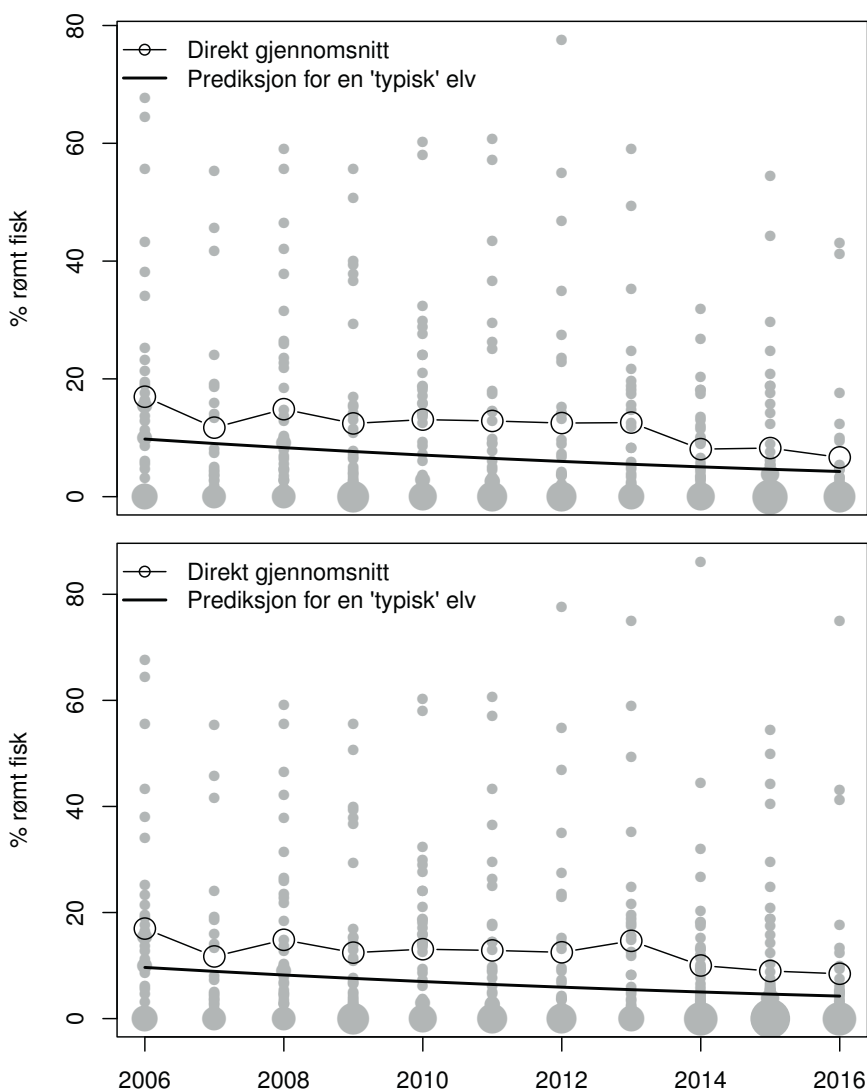 80
60
40
20
0
% rømt fisk
Direkt gjennomsnitt
Prediksjon for en 'typisk' elv
80
60
40
20
0
% rømt fisk
Direkt gjennomsnitt
Prediksjon for en 'typisk' elv
2006 2008 2010 2012 2014 2016